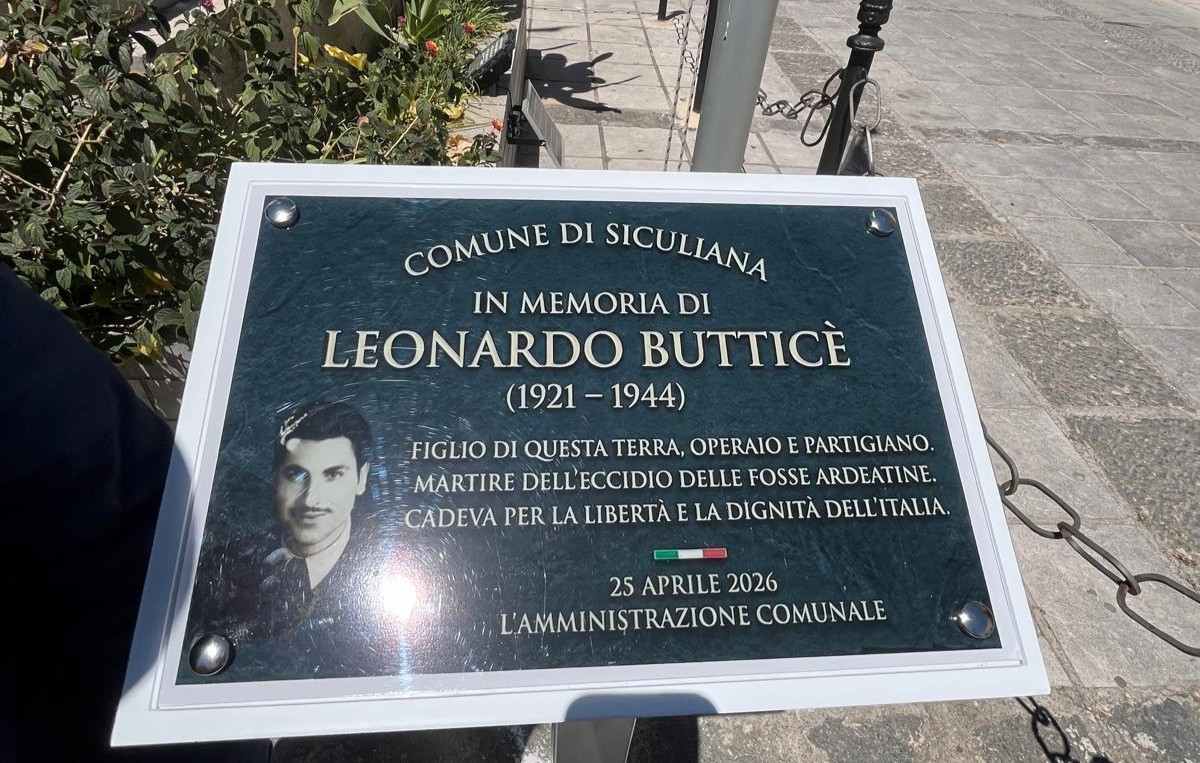 COMUNE DI SICULIANA
IN MEMORIA DI
LEONARDO BUTTICÈ
(1921 – 1944)
FIGLIO DI QUESTA TERRA, OPERAIO E PARTIGIANO.
MARTIRE DELL'ECCIDIO DELLE FOSSE ARDEATINE.
CADEVA PER LA LIBERTÀ E LA DIGNITÀ DELL'ITALIA.
25 APRILE 2026
L'AMMINISTRAZIONE COMUNALE